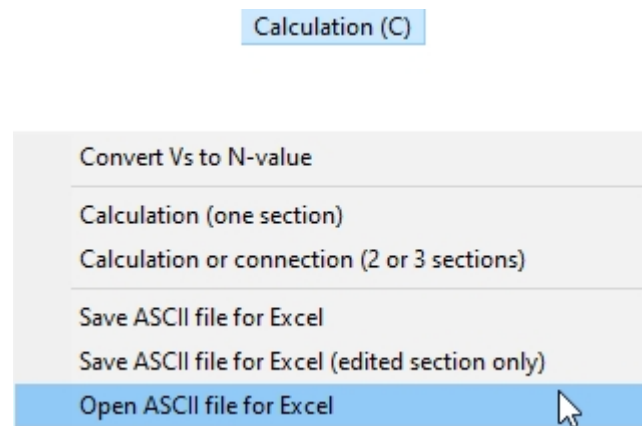 Calculation (C)
Convert Vs to N-value
Calculation (one section)
Calculation or connection (2 or 3 sections)
Save ASCII file for Excel
Save ASCII file for Excel (edited section only)
Open ASCII file for Excel